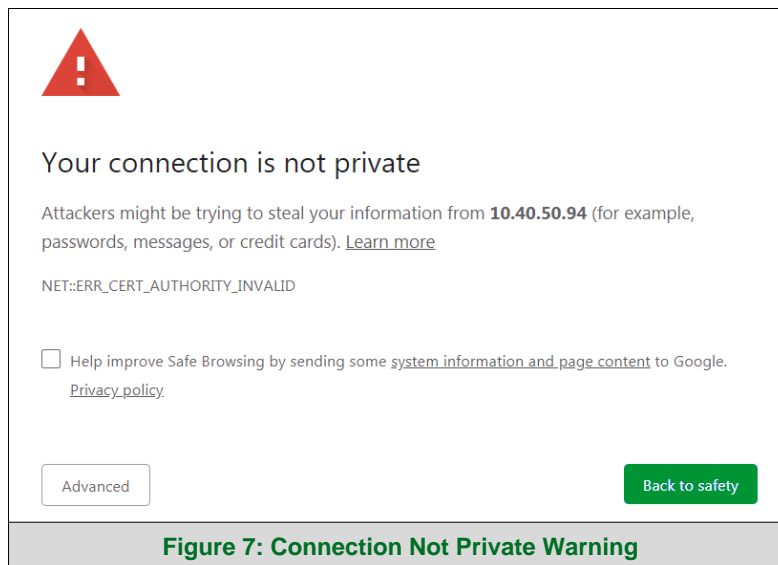 Your connection is not private
Attackers might be trying to steal your information from 10.40.50.94 (for example,
passwords, messages, or credit cards). Learn more
NET::ERR_CERT_AUTHORITY_INVALID
Help improve Safe Browsing by sending some system information and page content to Google.
Privacy policy
Advanced
Back to safety
Figure 7: Connection Not Private Warning